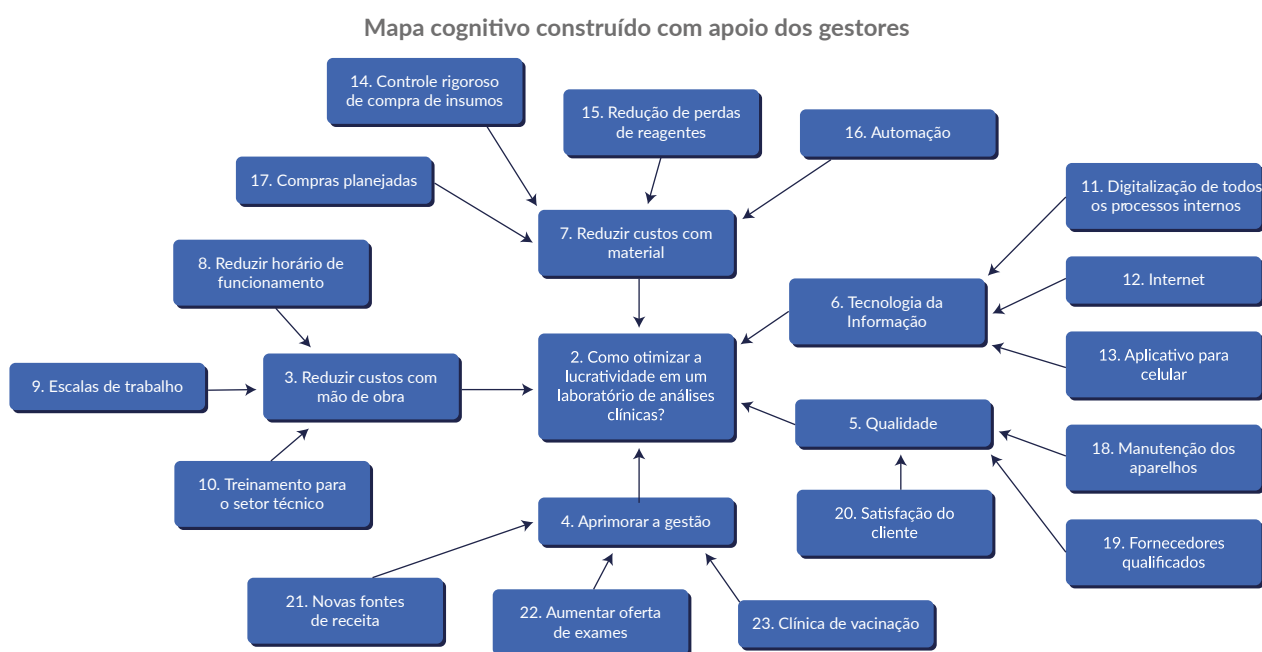 Mapa cognitivo construído com apoio dos gestores
14. Controle rigoroso
de compra de insumos
15. Redução de perdas
de reagentes
16. Automação
17. Compras planejadas
11. Digitalização de todos
os processos internos
7. Reduzir custos com
material
8. Reduzir horário de
funcionamento
12. Internet
6. Tecnologia da
Informação
13. Aplicativo para
celular
9. Escalas de trabalho
3. Reduzir custos com
mão de obra
2. Como otimizar a
lucratividade em um
laboratório de análises
clínicas?
5. Qualidade
18. Manutenção dos
aparelhos
10. Treinamento para
o setor técnico
4. Aprimorar a gestão
20. Satisfação do
cliente
19. Fornecedores
qualificados
21. Novas fontes
de receita
22. Aumentar oferta
de exames
23. Clínica de vacinação